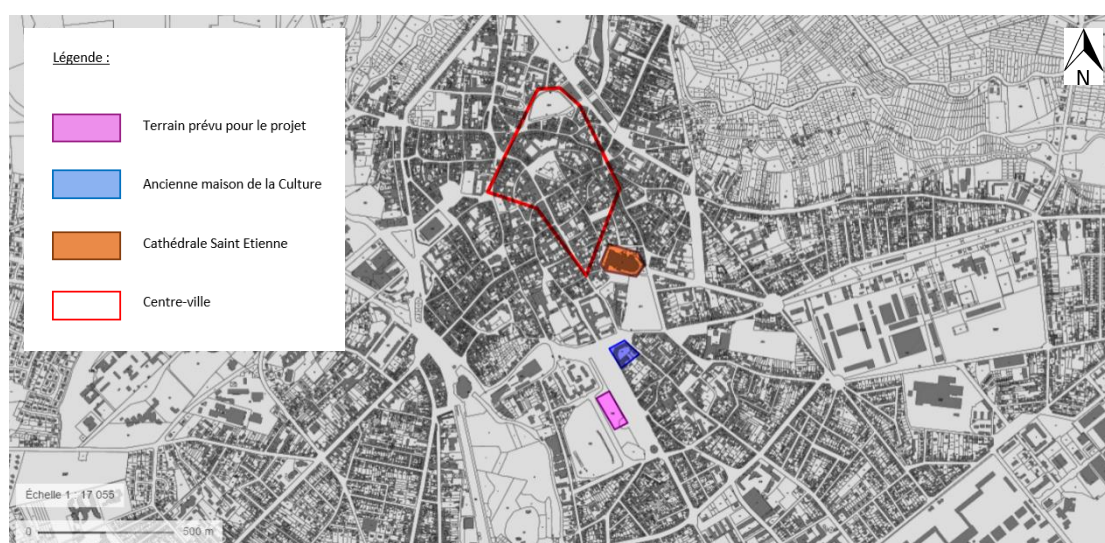 Légende :
Terrain prévu pour le projet
Ancienne maison de la Culture
Cathédrale Saint Etienne
Centre-ville
N
Échelle 1 : 17 055
0 500 m